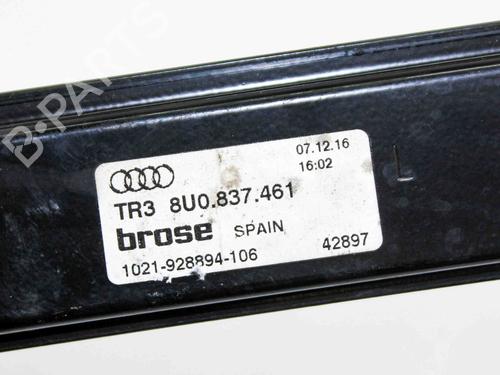 B-PARTS
07.12.16
16:02
TR3 8U0.837.461
brose SPAIN
1021-928894-106 42897
L